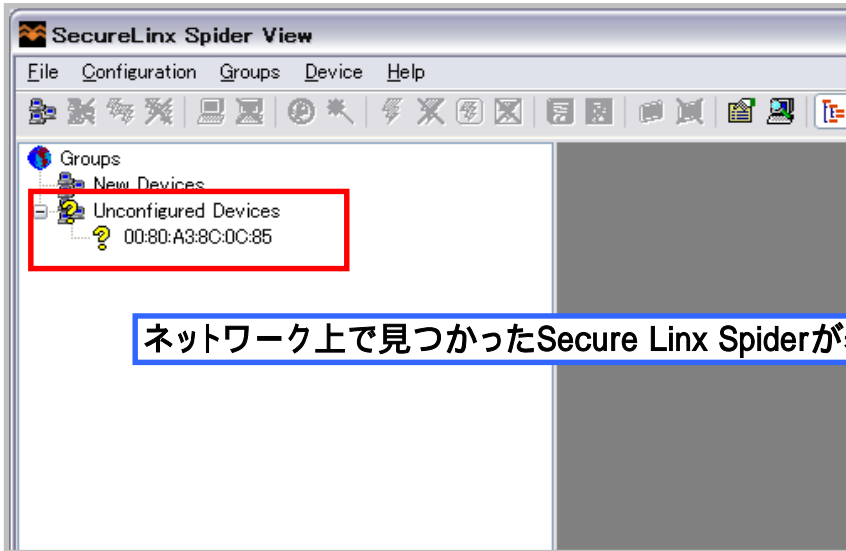 SecureLinx Spider View
File Configuration Groups Device Help
Groups
New Devices
Unconfigured Devices
00:80:A3:8C:0C:85
ネットワーク上で見つかったSecure Linx Spiderが